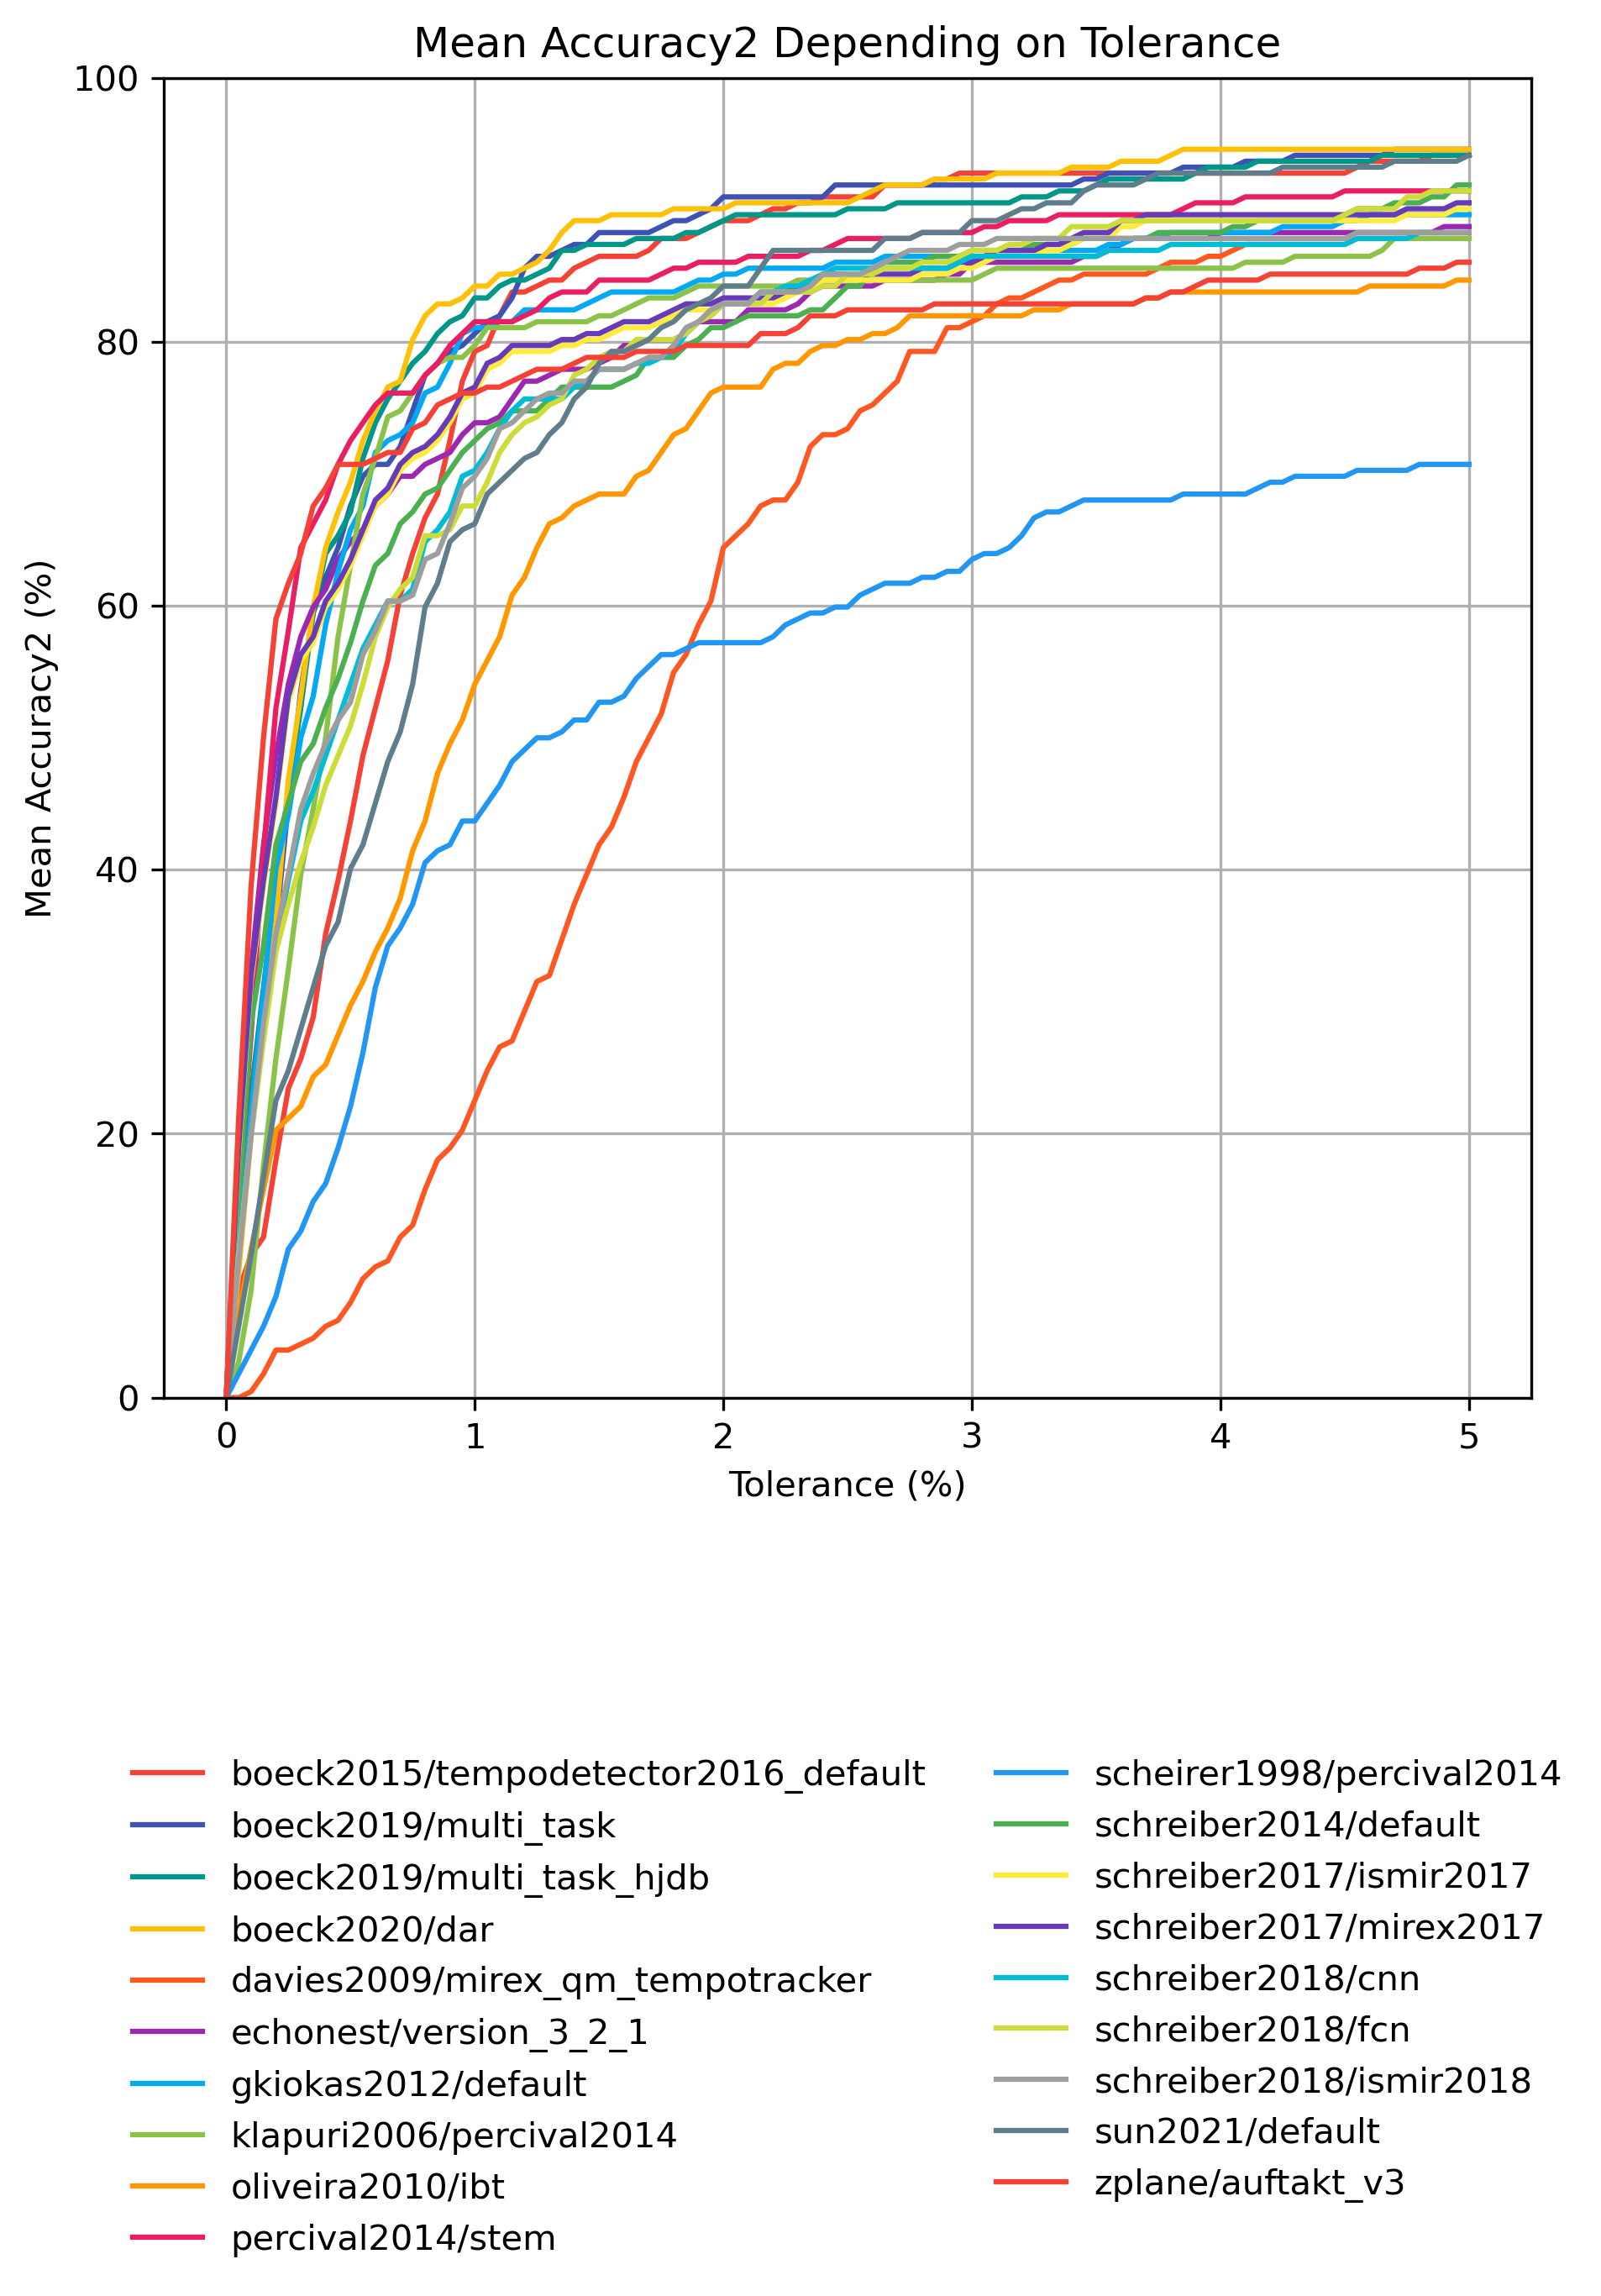 Mean Accuracy2 Depending on Tolerance
100
80
60
40
20
0
Mean Accuracy2 (%)
0 1 2 3 4 5
Tolerance (%)
boeck2015/tempodetector2016_default
boeck2019/multi_task
boeck2019/multi_task_hjdb
boeck2020/dar
davies2009/mirex_qm_tempotracker
echonest/version_3_2_1
gkiokas2012/default
klapuri2006/percival2014
oliveira2010/ibt
percival2014/stem
scheirer1998/percival2014
schreiber2014/default
schreiber2017/ismir2017
schreiber2017/mirex2017
schreiber2018/cnn
schreiber2018/fcn
schreiber2018/ismir2018
sun2021/default
zplane/auftakt_v3